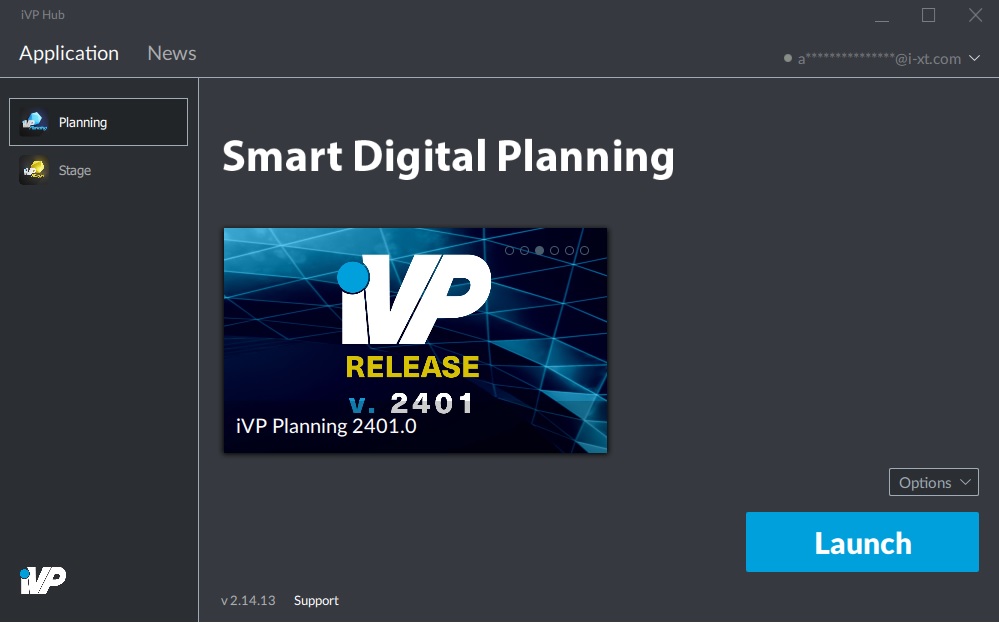 iVP Hub
Application News
a***************@i-xt.com
Planning
Stage
Smart Digital Planning
iVP
RELEASE
v. 2401
iVP Planning 2401.0
Options
Launch
iVP
v 2.14.13 Support